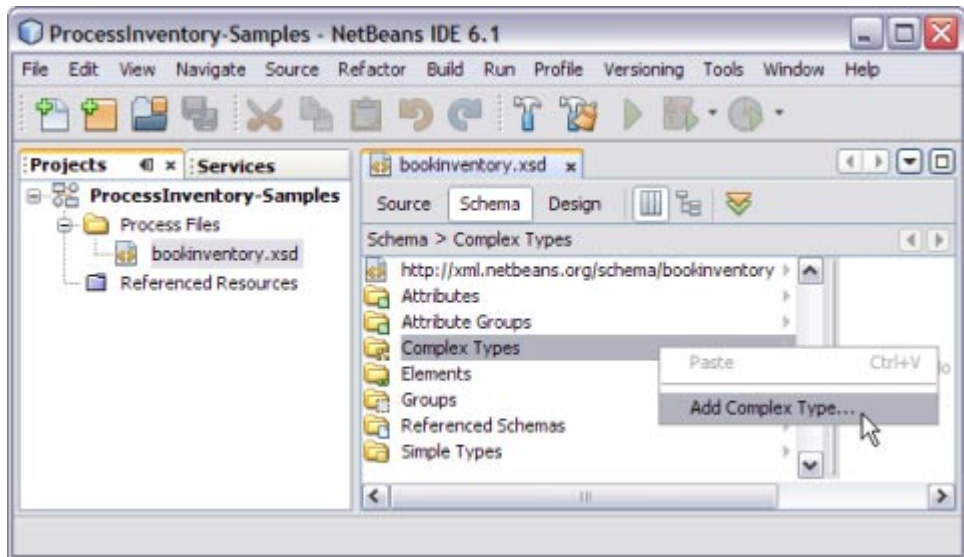 ProcessInventory-Samples - NetBeans IDE 6.1
File Edit View Navigate Source Refactor Build Run Profile Versioning Tools Window Help
Projects Services
ProcessInventory-Samples
Process Files
bookinventory.xsd
Referenced Resources
bookinventory.xsd
Source Schema Design
Schema > Complex Types
http://xml.netbeans.org/schema/bookinventory
Attributes
Attribute Groups
Complex Types
Elements
Groups
Referenced Schemas
Simple Types
Paste Ctrl+V
Add Complex Type...